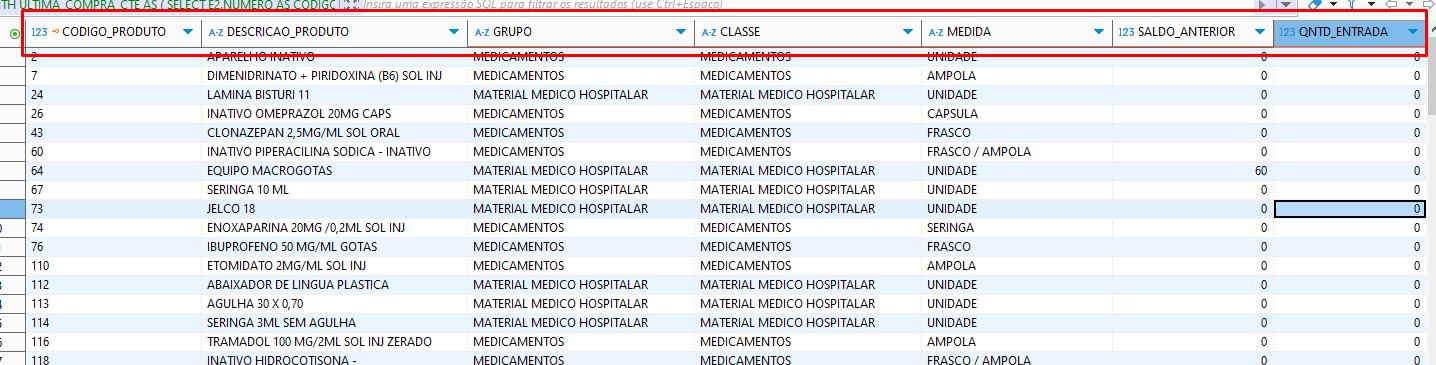 TH ULTIMA_COMPRA_CTE AS ( SELECT E2.NUMERO AS CODIGO Insira uma expressão SQL para filtrar os resultados (use Ctrl+Espaço)
123 CODIGO_PRODUTO A-Z DESCRICAO_PRODUTO A-Z GRUPO A-Z CLASSE A-Z MEDIDA 123 SALDO_ANTERIOR 123 QNTD_ENTRADA
2 APARELHO INATIVO MEDICAMENTOS MEDICAMENTOS UNIDADE 0 0
7 DIMENIDRINATO + PIRIDOXINA (B6) SOL INJ MEDICAMENTOS MEDICAMENTOS AMPOLA 0 0
24 LAMINA BISTURI 11 MATERIAL MEDICO HOSPITALAR MATERIAL MEDICO HOSPITALAR UNIDADE 0 0
26 INATIVO OMEPRAZOL 20MG CAPS MEDICAMENTOS MEDICAMENTOS CAPSULA 0 0
43 CLONAZEPAN 2,5MG/ML SOL ORAL MEDICAMENTOS MEDICAMENTOS FRASCO 0 0
60 INATIVO PIPERACILINA SODICA - INATIVO MEDICAMENTOS MEDICAMENTOS FRASCO / AMPOLA 0 0
64 EQUIPO MACROGOTAS MATERIAL MEDICO HOSPITALAR MATERIAL MEDICO HOSPITALAR UNIDADE 60 0
67 SERINGA 10 ML MATERIAL MEDICO HOSPITALAR MATERIAL MEDICO HOSPITALAR UNIDADE 0 0
73 JELCO 18 MATERIAL MEDICO HOSPITALAR MATERIAL MEDICO HOSPITALAR UNIDADE 0 0
74 ENOXAPARINA 20MG /0,2ML SOL INJ MEDICAMENTOS MEDICAMENTOS SERINGA 0 0
76 IBUPROFENO 50 MG/ML GOTAS MEDICAMENTOS MEDICAMENTOS FRASCO 0 0
110 ETOMIDATO 2MG/ML SOL INJ MEDICAMENTOS MEDICAMENTOS AMPOLA 0 0
112 ABAIXADOR DE LINGUA PLASTICA MATERIAL MEDICO HOSPITALAR MATERIAL MEDICO HOSPITALAR UNIDADE 0 0
113 AGULHA 30 X 0,70 MATERIAL MEDICO HOSPITALAR MATERIAL MEDICO HOSPITALAR UNIDADE 0 0
114 SERINGA 3ML SEM AGULHA MATERIAL MEDICO HOSPITALAR MATERIAL MEDICO HOSPITALAR UNIDADE 0 0
116 TRAMADOL 100 MG/2ML SOL INJ ZERADO MEDICAMENTOS MEDICAMENTOS AMPOLA 0 0
118 INATIVO HIDROCOTISONA - MEDICAMENTOS MEDICAMENTOS FRASCO / AMPOLA 0 0